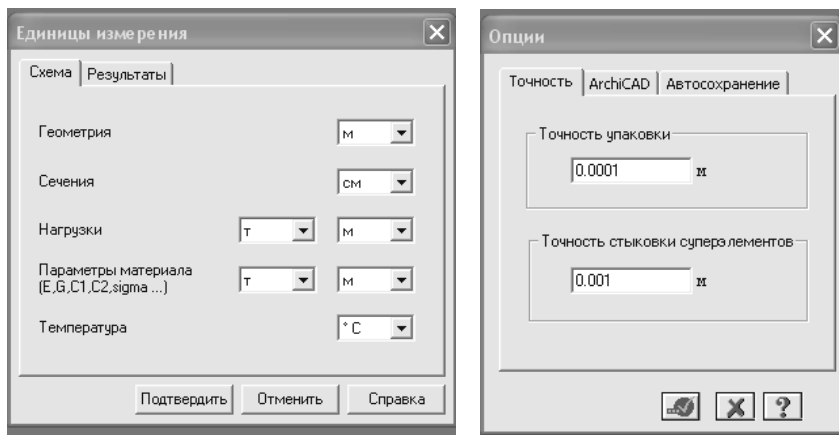 Единицы измерения
Схема Результаты
Геометрия м
Сечения см
Нагрузки т м
Параметры материала
(E,G,C1,C2,sigma ...) т м
Температура ° C
Подтвердить Отменить Справка
Опции
Точность ArchiCAD Автосохранение
Точность упаковки
0.0001 м
Точность стыковки суперэлементов
0.001 м
?